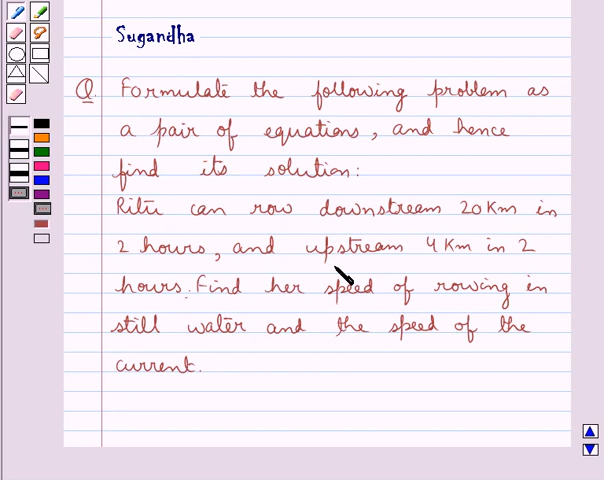 Sugandha
Q. Formulate the following problem as
a pair of equations, and hence
find its solution:
Ritu can row downstream 20 Km in
2 hours, and upstream 4 Km in 2
hours. Find her speed of rowing in
still water and the speed of the
current.